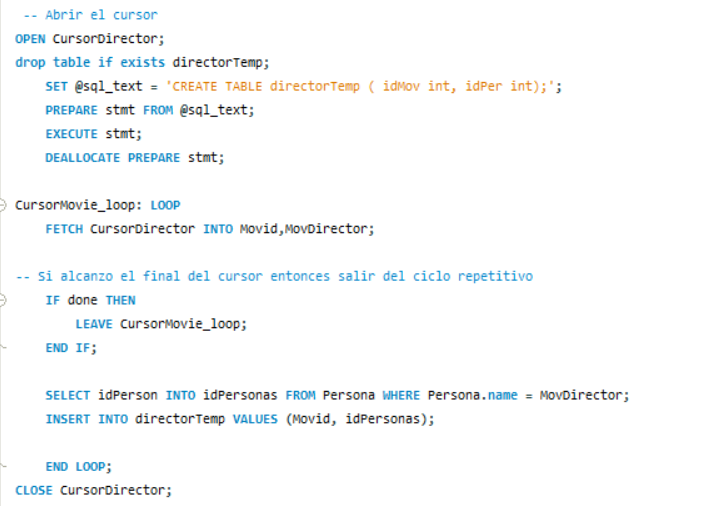 -- Abrir el cursor
OPEN CursorDirector;
drop table if exists directorTemp;
SET @sql_text = 'CREATE TABLE directorTemp ( idMov int, idPer int);';
PREPARE stmt FROM @sql_text;
EXECUTE stmt;
DEALLOCATE PREPARE stmt;
CursorMovie_loop: LOOP
FETCH CursorDirector INTO Movid,MovDirector;
-- Si alcanzo el final del cursor entonces salir del ciclo repetitivo
IF done THEN
LEAVE CursorMovie_loop;
END IF;
SELECT idPerson INTO idPersonas FROM Persona WHERE Persona.name = MovDirector;
INSERT INTO directorTemp VALUES (Movid, idPersonas);
END LOOP;
CLOSE CursorDirector;